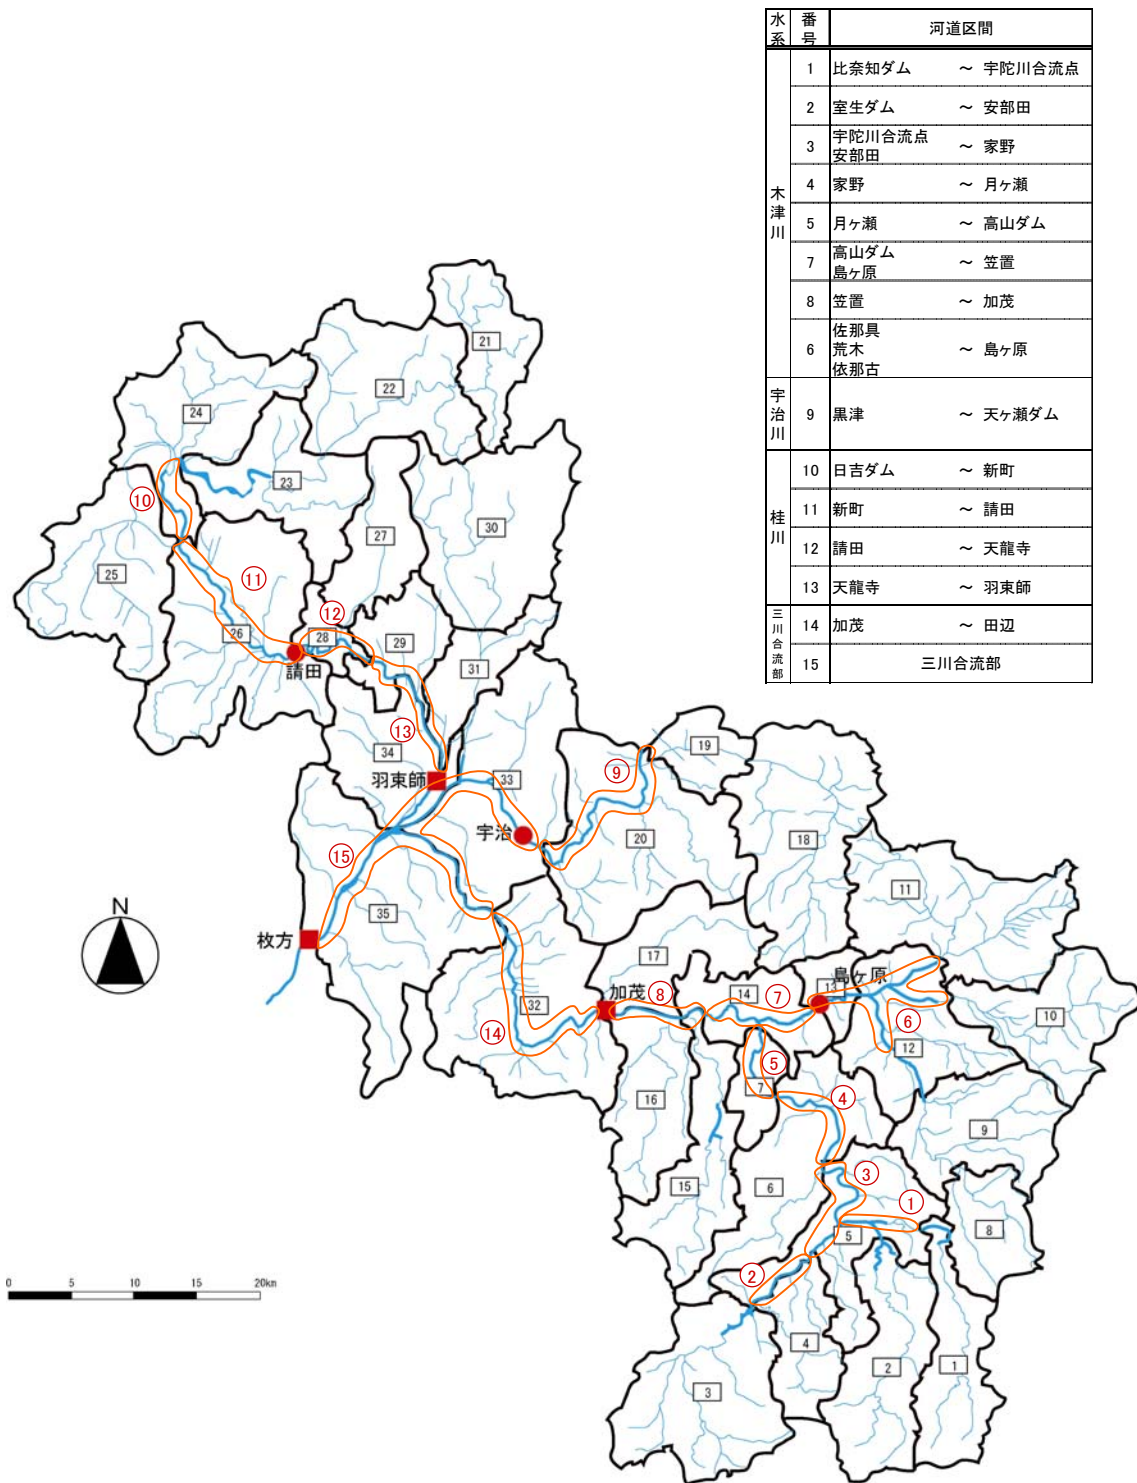 水系 番号 河道区間
木津川
1 比奈知ダム ～ 宇陀川合流点
2 室生ダム ～ 安部田
3 宇陀川合流点 安部田 ～ 家野
4 家野 ～ 月ヶ瀬
5 月ヶ瀬 ～ 高山ダム
7 高山ダム 島ヶ原 ～ 笠置
8 笠置 ～ 加茂
6 佐那具 荒木 依那古 ～ 島ヶ原
宇治川
9 黒津 ～ 天ヶ瀬ダム
桂川
10 日吉ダム ～ 新町
11 新町 ～ 請田
12 請田 ～ 天龍寺
13 天龍寺 ～ 羽束師
三川合流部
14 加茂 ～ 田辺
15 三川合流部
21
22
24
23
⑩
30
27
25
⑪
⑫
26
28
29
請田
31
⑬
34
19
羽束師
33
⑨
宇治
20
18
⑮
11
35
枚方
N
17
島ヶ原
加茂
⑧
14
⑦
13
32
⑥
10
⑭
12
⑤
7
④
16
9
③
15
6
①
5
8
②
4
2
1
3
0 5 10 15 20km